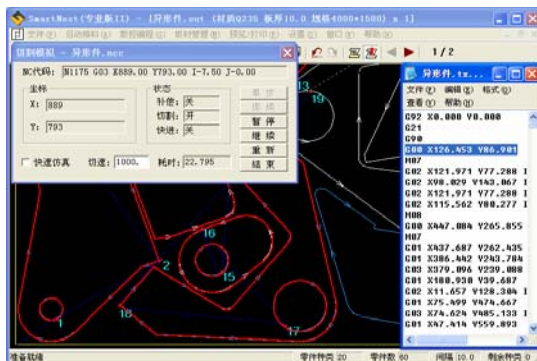 SmartNest(专业版II) - [异形件.out (材质Q235 板厚10.0 规格4000*1500) x 1]
文件(F) 自动排料(A) 数控编程(G) 板材管理(M) 预览/打印(P) 设置(S) 窗口(W) 帮助(H)
切割模拟 - 异形件.ncc
1/2
NC代码: N1175 G03 X889.00 Y793.00 I-7.50 J-0.00
坐标
X: 889
Y: 793
状态
补偿: 关
切割: 开
快进: 关
暂停
继续
重新
结束
快速仿真 切速: 1000. 耗时: 22.795
异形件.tx...
文件(F) 编辑(E) 格式(O)
查看(V) 帮助(H)
G92 X0.000 Y0.000
G21
G90
G00 X126.453 Y86.901
M07
G02 X121.971 Y77.288 I
G02 X98.029 Y143.067 I
G02 X121.971 Y77.288 I
G02 X115.562 Y80.277 I
M08
G00 X447.084 Y265.855
M07
G01 X437.687 Y262.435
G01 X386.442 Y243.784
G03 X379.096 Y239.088
G01 X180.930 Y39.687
G02 X11.657 Y128.304 I
G01 X75.499 Y474.667
G03 X74.624 Y485.133 I
G01 X47.414 Y559.893
13
19
16
2
15
18
1
17
准备就绪 零件种类 20 零件数 60 间隔 10.0 剩余种类 0